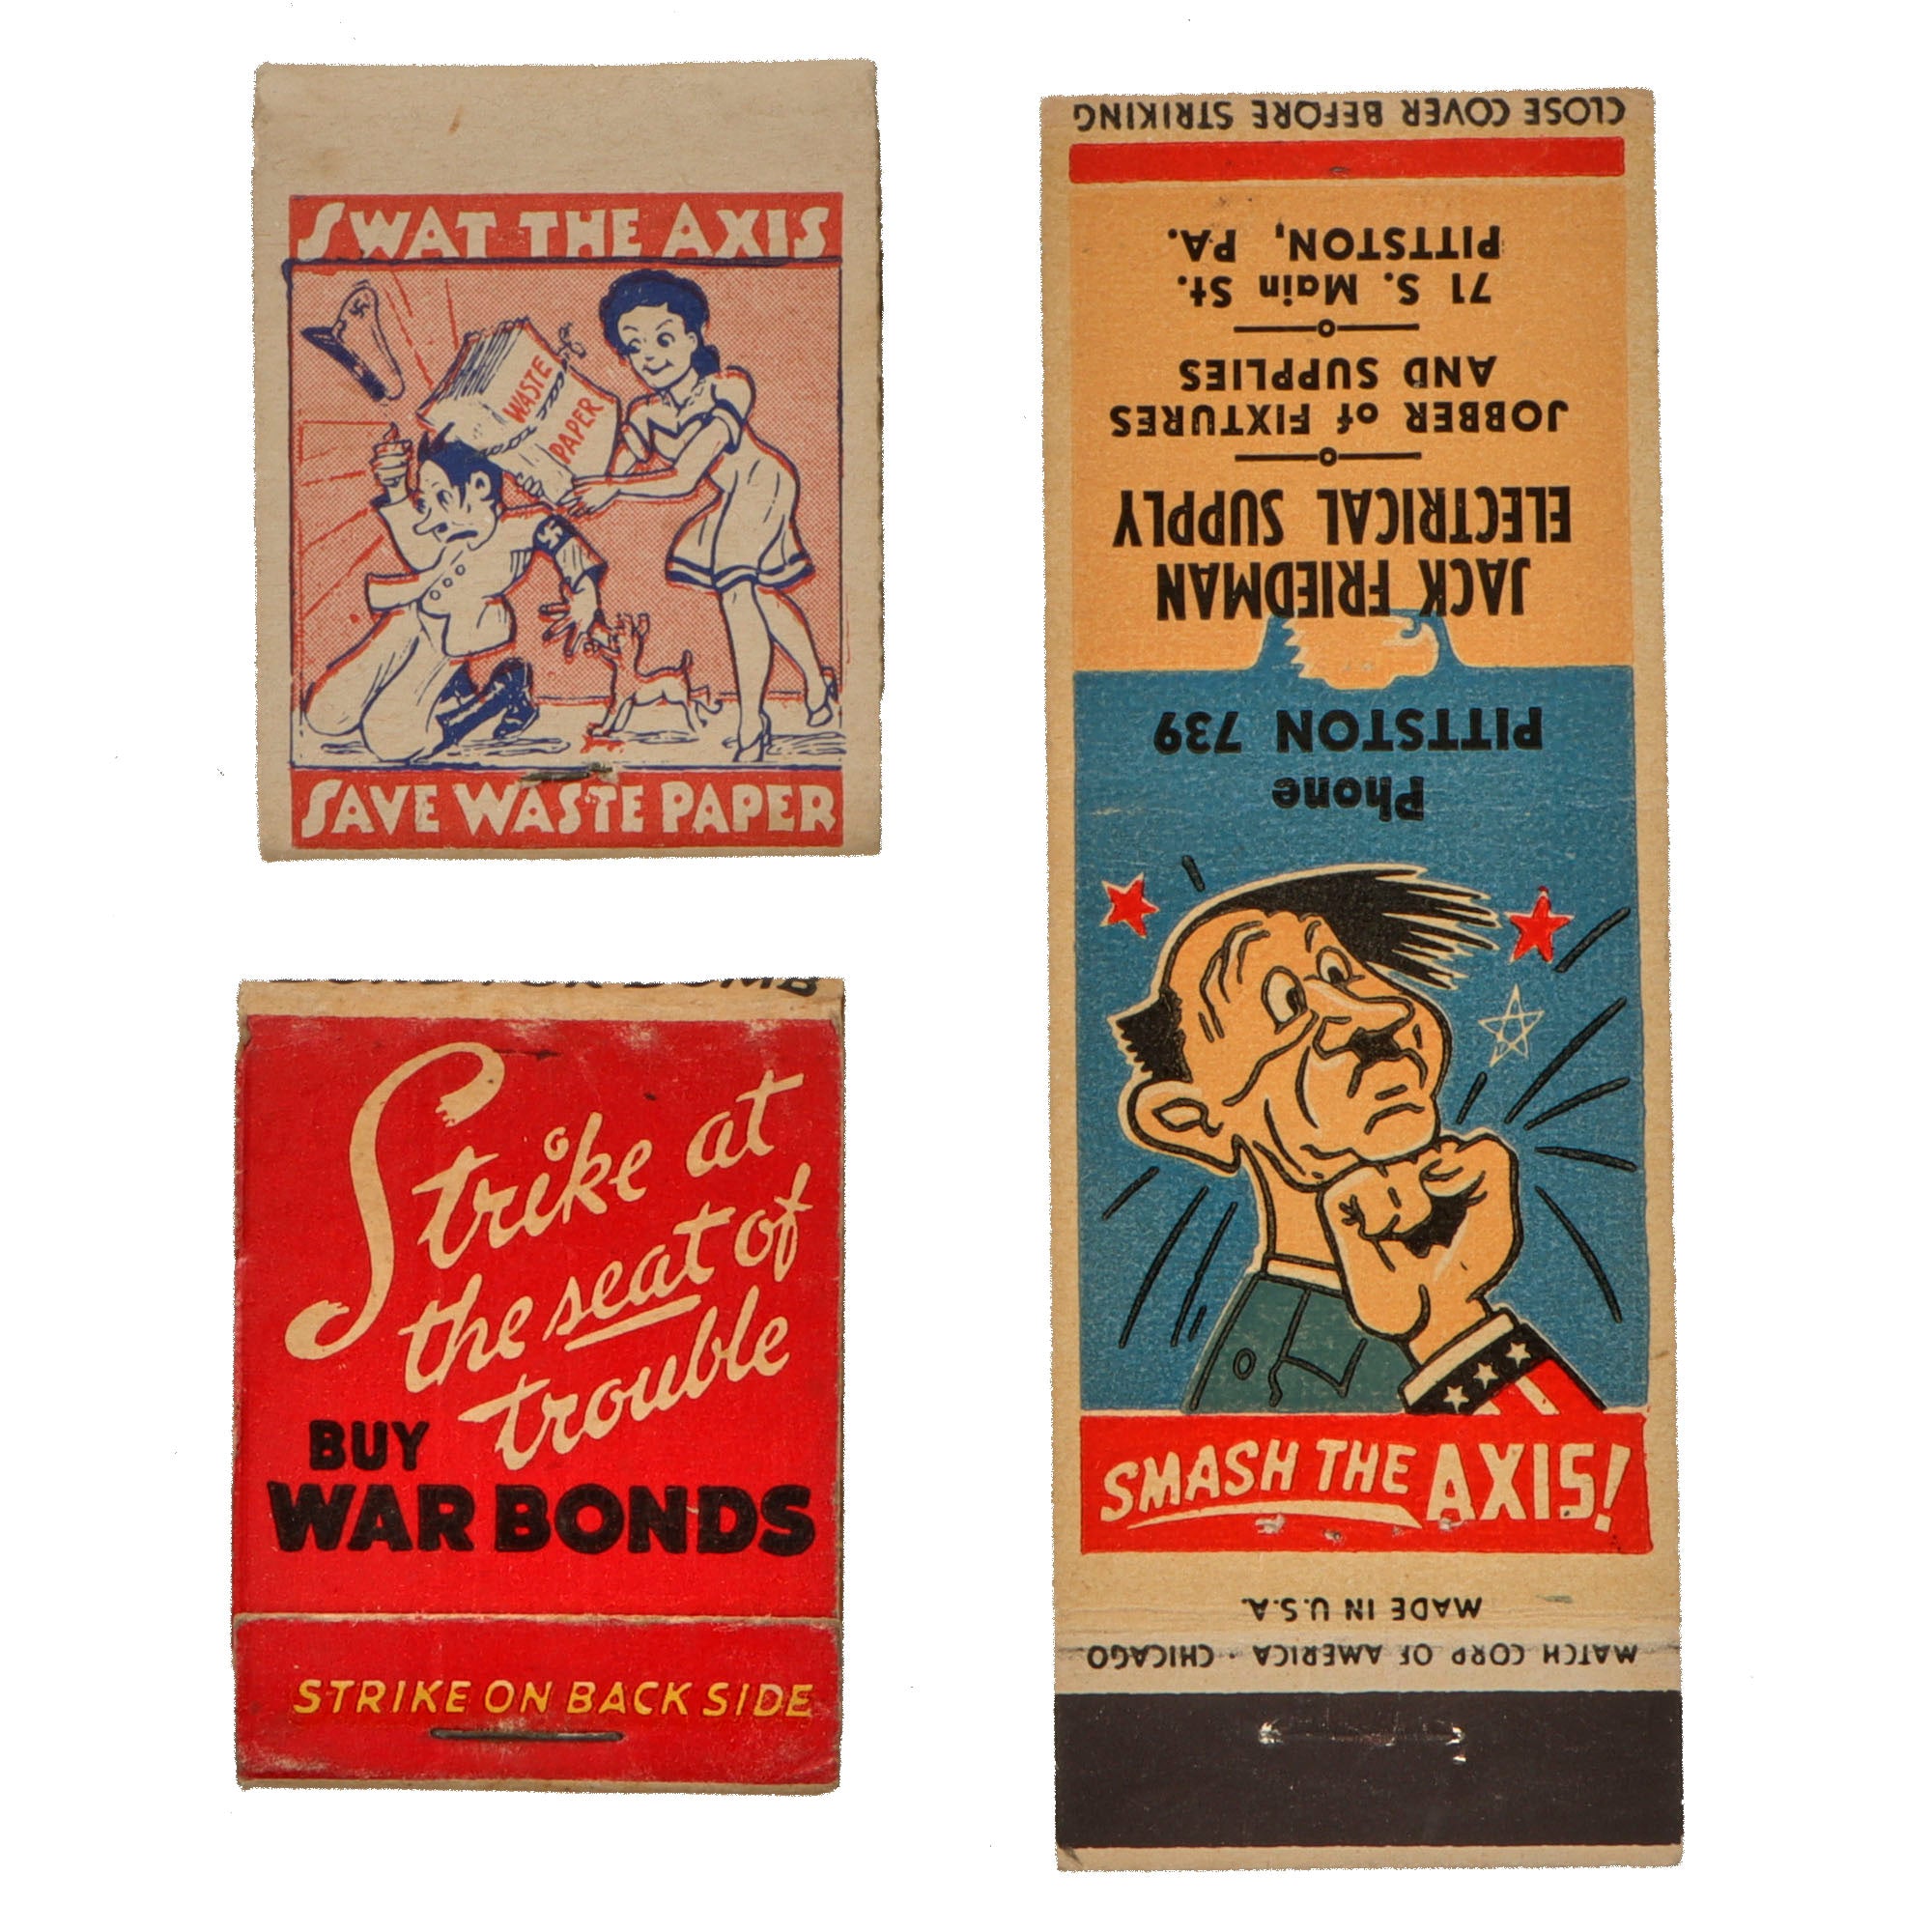 SWAT THE AXIS
WASTE
PAPER
SAVE WASTE PAPER
BOMB
Strike at
the seat of
trouble
BUY
WAR BONDS
STRIKE ON BACK SIDE
CLOSE COVER BEFORE STRIKING
Phone
PITTSTON 739
JACK FRIEDMAN
ELECTRICAL SUPPLY
JOBBER of FIXTURES
AND SUPPLIES
71 S. Main St.
PITTSTON, PA.
SMASH THE AXIS!
MADE IN U.S.A.
MATCH CORP OF AMERICA · CHICAGO